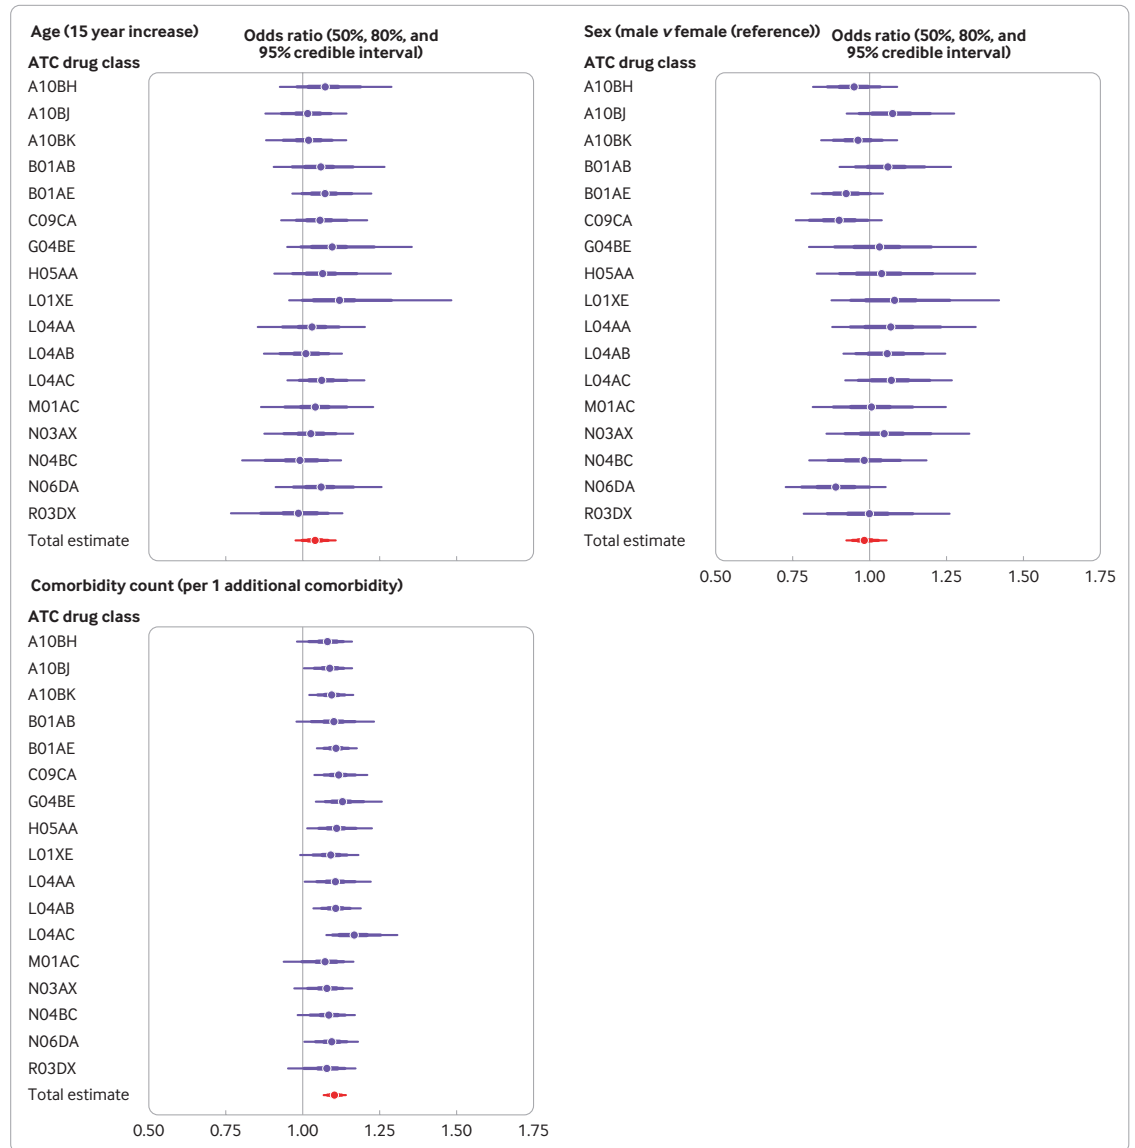 Age (15 year increase)
Odds ratio (50%, 80%, and
95% credible interval)
ATC drug class
A10BH
A10BJ
A10BK
B01AB
B01AE
C09CA
G04BE
H05AA
L01XE
L04AA
L04AB
L04AC
M01AC
N03AX
N04BC
N06DA
R03DX
Total estimate
Sex (male v female (reference))
Odds ratio (50%, 80%, and
95% credible interval)
ATC drug class
A10BH
A10BJ
A10BK
B01AB
B01AE
C09CA
G04BE
H05AA
L01XE
L04AA
L04AB
L04AC
M01AC
N03AX
N04BC
N06DA
R03DX
Total estimate
0.50 0.75 1.00 1.25 1.50 1.75
Comorbidity count (per 1 additional comorbidity)
ATC drug class
A10BH
A10BJ
A10BK
B01AB
B01AE
C09CA
G04BE
H05AA
L01XE
L04AA
L04AB
L04AC
M01AC
N03AX
N04BC
N06DA
R03DX
Total estimate
0.50 0.75 1.00 1.25 1.50 1.75